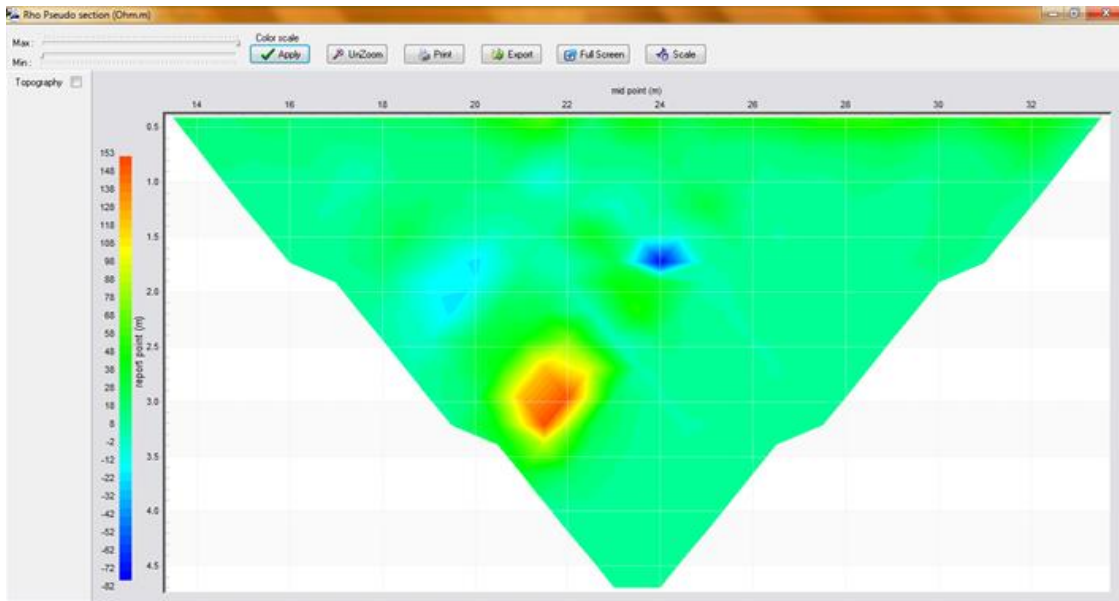 Rho Pseudo section (Ohm.m)
Max :
Min :
Color scale
Apply
UnZoom
Print
Export
Full Screen
Scale
Topography
mid point (m)
14 16 18 20 22 24 26 28 30 32
report point (m)
0.5
1.0
1.5
2.0
2.5
3.0
3.5
4.0
4.5
153
148
138
128
118
108
98
88
78
68
58
48
38
28
18
8
-2
-12
-22
-32
-42
-52
-62
-72
-82